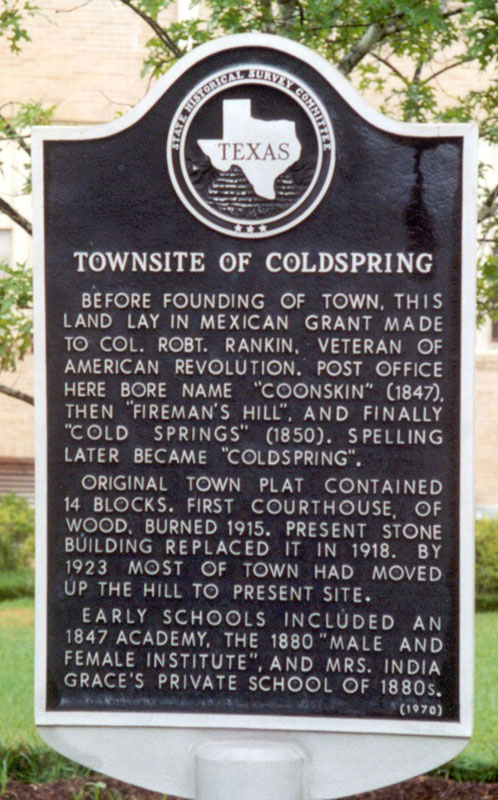 STATE HISTORICAL SURVEY COMMITTEE
TEXAS
TOWNSITE OF COLDSPRING
BEFORE FOUNDING OF TOWN, THIS
LAND LAY IN MEXICAN GRANT MADE
TO COL. ROBT. RANKIN, VETERAN OF
AMERICAN REVOLUTION. POST OFFICE
HERE BORE NAME "COONSKIN" (1847),
THEN "FIREMAN'S HILL", AND FINALLY
"COLD SPRINGS" (1850). SPELLING
LATER BECAME "COLDSPRING".
ORIGINAL TOWN PLAT CONTAINED
14 BLOCKS. FIRST COURTHOUSE, OF
WOOD, BURNED 1915. PRESENT STONE
BUILDING REPLACED IT IN 1918. BY
1923 MOST OF TOWN HAD MOVED
UP THE HILL TO PRESENT SITE.
EARLY SCHOOLS INCLUDED AN
1847 ACADEMY, THE 1880 "MALE AND
FEMALE INSTITUTE", AND MRS. INDIA
GRACE'S PRIVATE SCHOOL OF 1880s.
(1970)